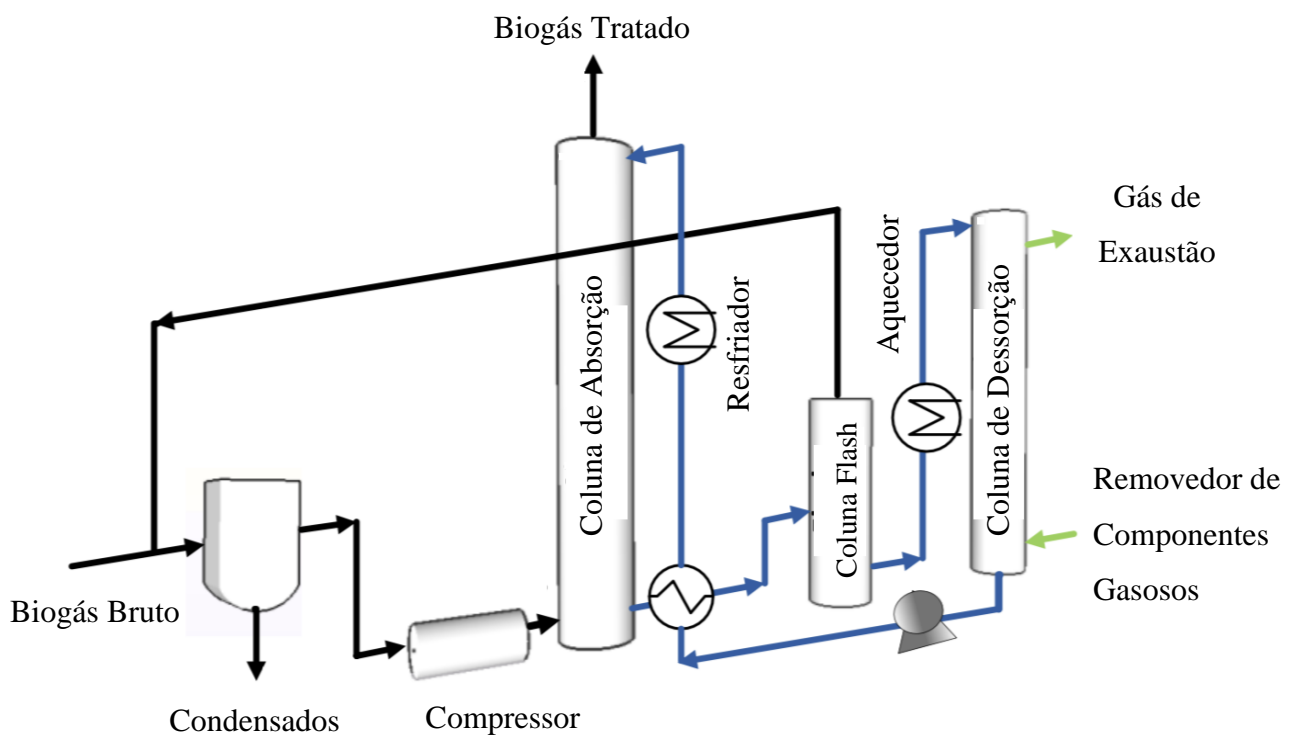 Biogás Tratado
Gás de
Exaustão
Aquecedor
Resfriador
Coluna de Absorção
Coluna Flash
Coluna de Dessorção
Removedor de
Componentes
Gasosos
Biogás Bruto
Condensados
Compressor